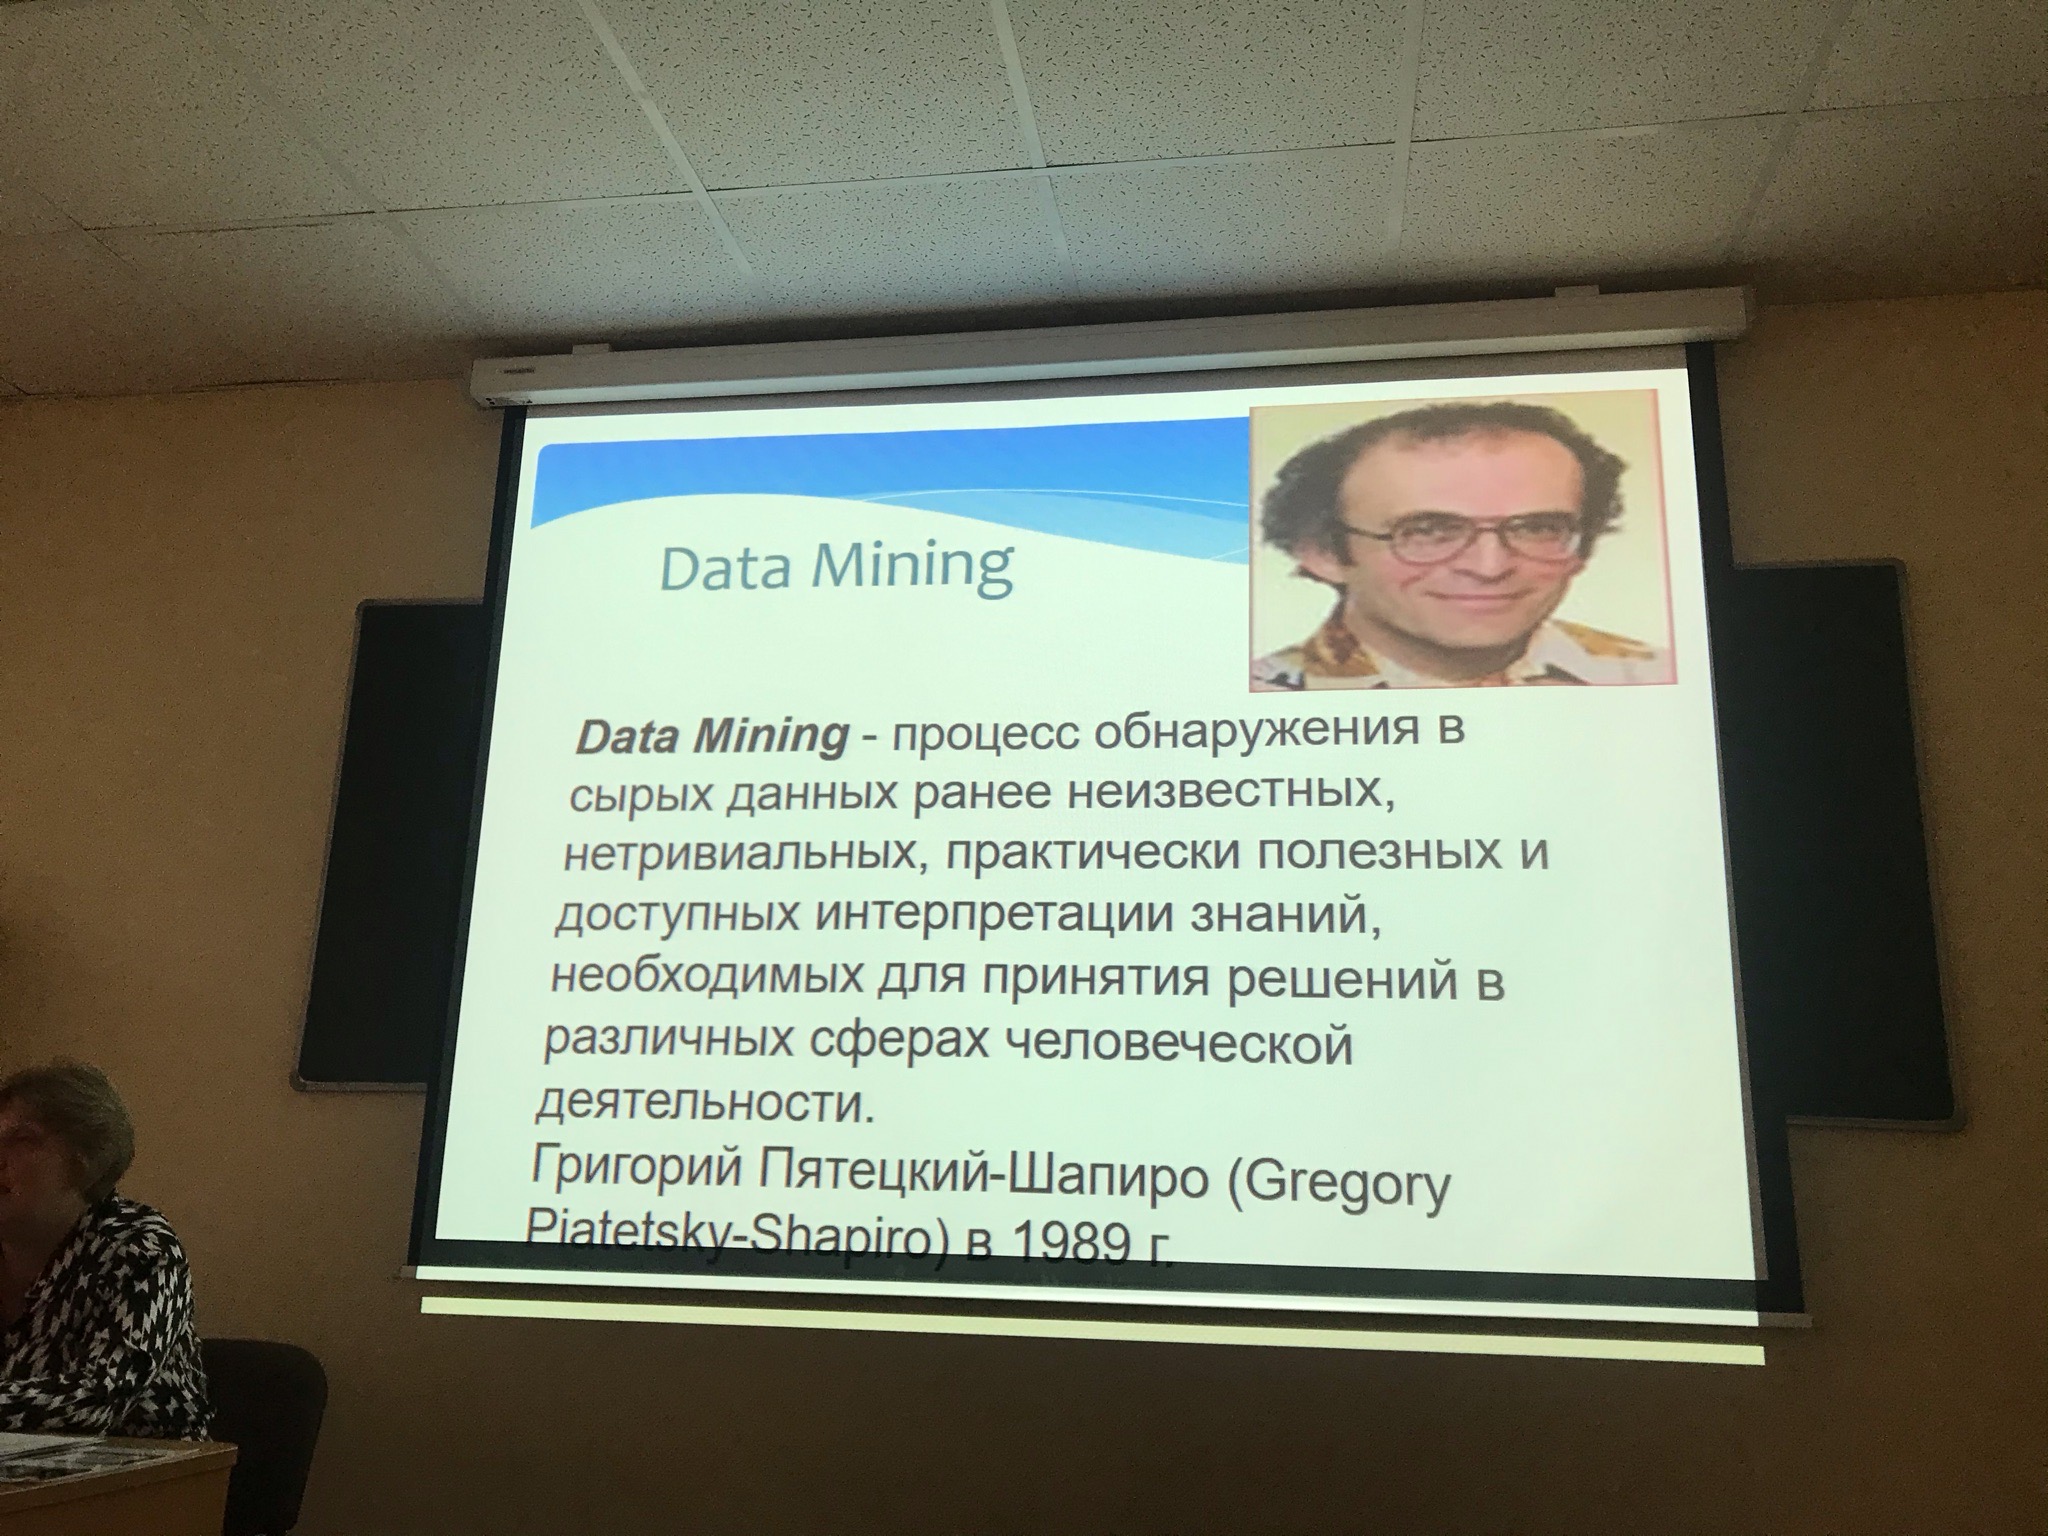 Data Mining
Data Mining - процесс обнаружения в
сырых данных ранее неизвестных,
нетривиальных, практически полезных и
доступных интерпретации знаний,
необходимых для принятия решений в
различных сферах человеческой
деятельности.
Григорий Пятецкий-Шапиро (Gregory
Piatetsky-Shapiro) в 1989 г.